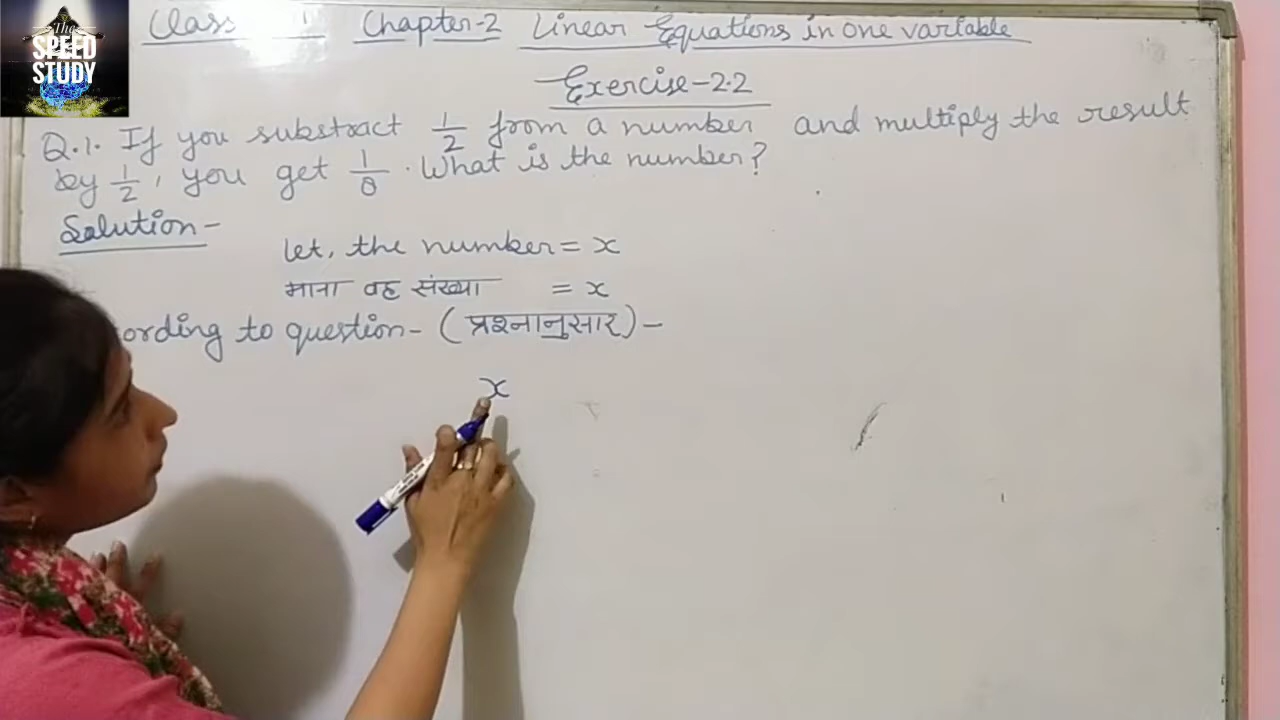 The
SPEED
STUDY
Class Chapter-2 Linear Equations in one variable
Exercise-2.2
Q.1. If you substract 1/2 from a number and multiply the result
by 1/2, you get 1/8. What is the number?
Solution-
Let, the number = x
माना वह संख्या = x
ording to question- (प्रश्नानुसार) -
x